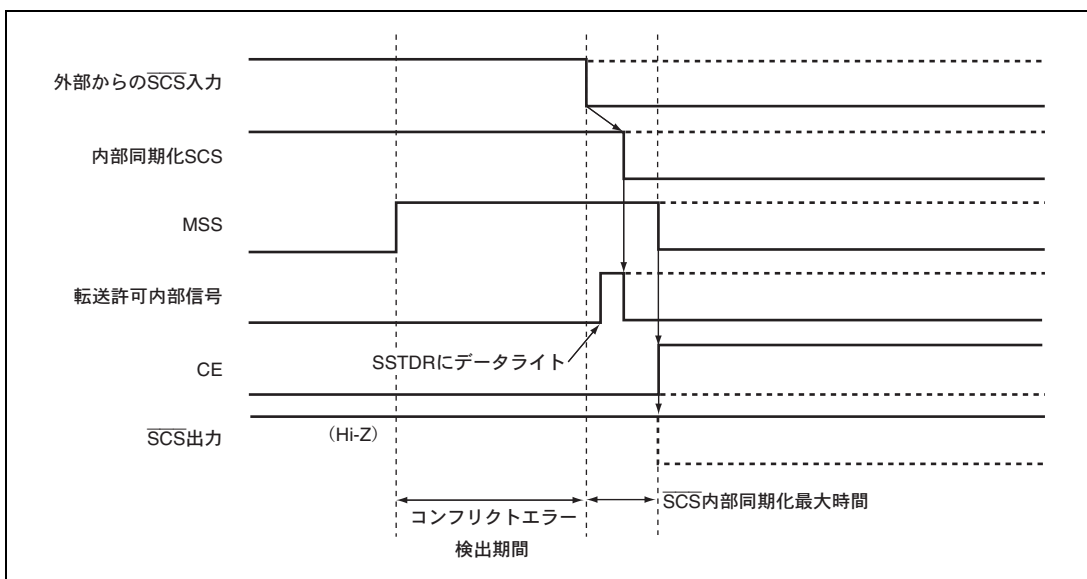 外部からのSCS入力
内部同期化SCS
MSS
転送許可内部信号
SSTDRにデータライト
CE
SCS出力
（Hi-Z）
SCS内部同期化最大時間
コンフリクトエラー
検出期間